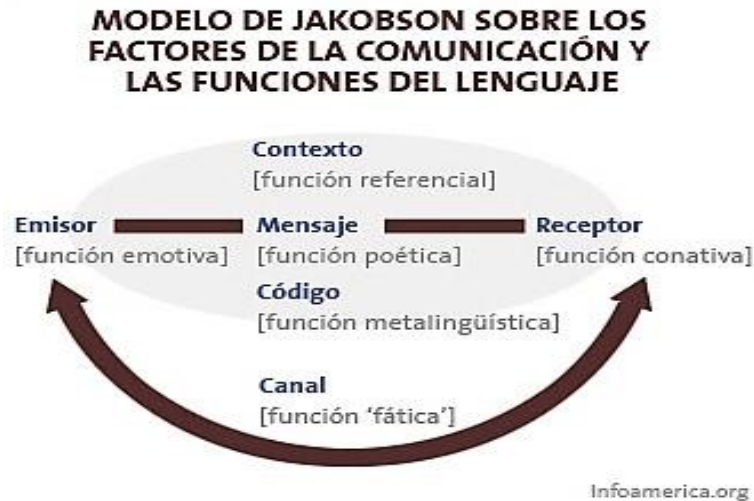 MODELO DE JAKOBSON SOBRE LOS
FACTORES DE LA COMUNICACIÓN Y
LAS FUNCIONES DEL LENGUAJE
Contexto
[función referencial]
Emisor
[función emotiva]
Mensaje
[función poética]
Receptor
[función conativa]
Código
[función metalingüística]
Canal
[función ‘fática’]
Infoamerica.org